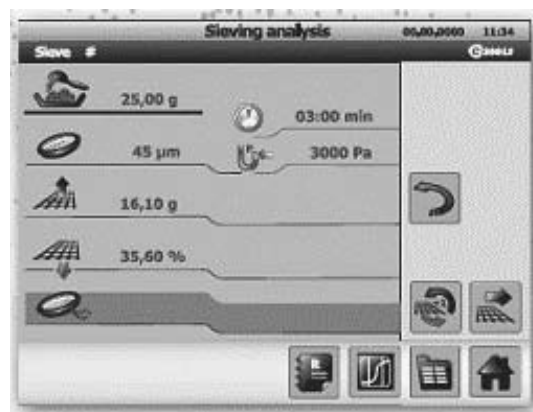 Sieving analysis 00,00,0000 11:34
Sieve #
25,00 g
03:00 min
45 µm
3000 Pa
16,10 g
35,60 %